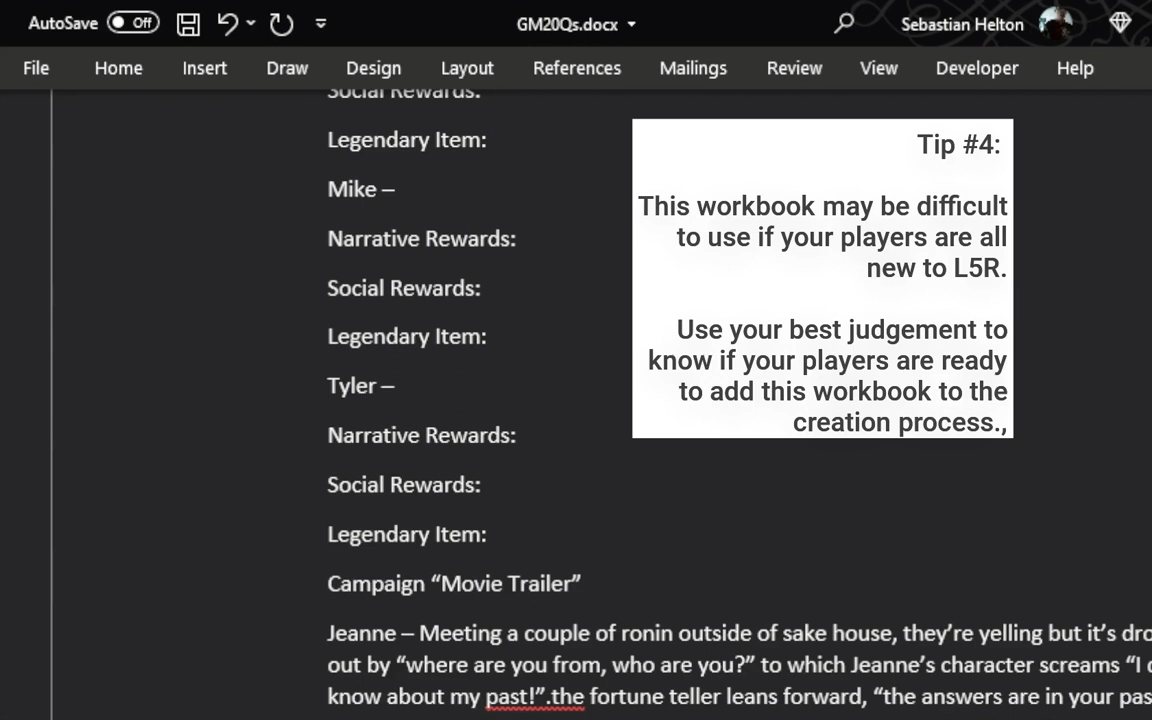 AutoSave Off GM20Qs.docx Sebastian Helton
File Home Insert Draw Design Layout References Mailings Review View Developer Help
Social Rewards:
Legendary Item:
Mike –
Narrative Rewards:
Social Rewards:
Legendary Item:
Tyler –
Narrative Rewards:
Social Rewards:
Legendary Item:
Campaign “Movie Trailer”
Jeanne – Meeting a couple of ronin outside of sake house, they’re yelling but it’s
out by “where are you from, who are you?” to which Jeanne’s character screams “I
know about my past!”.the fortune teller leans forward, “the answers are in your
Tip #4:
This workbook may be difficult
to use if your players are all
new to L5R.
Use your best judgement to
know if your players are ready
to add this workbook to the
creation process.,